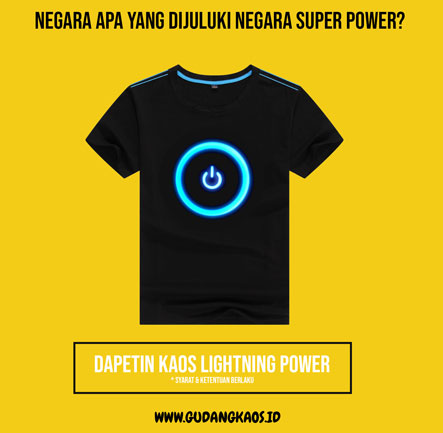 NEGARA APA YANG DIJULUKI NEGARA SUPER POWER?
DAPETIN KAOS LIGHTNING POWER
* SYARAT & KETENTUAN BERLAKU
WWW.GUDANGKAOS.ID